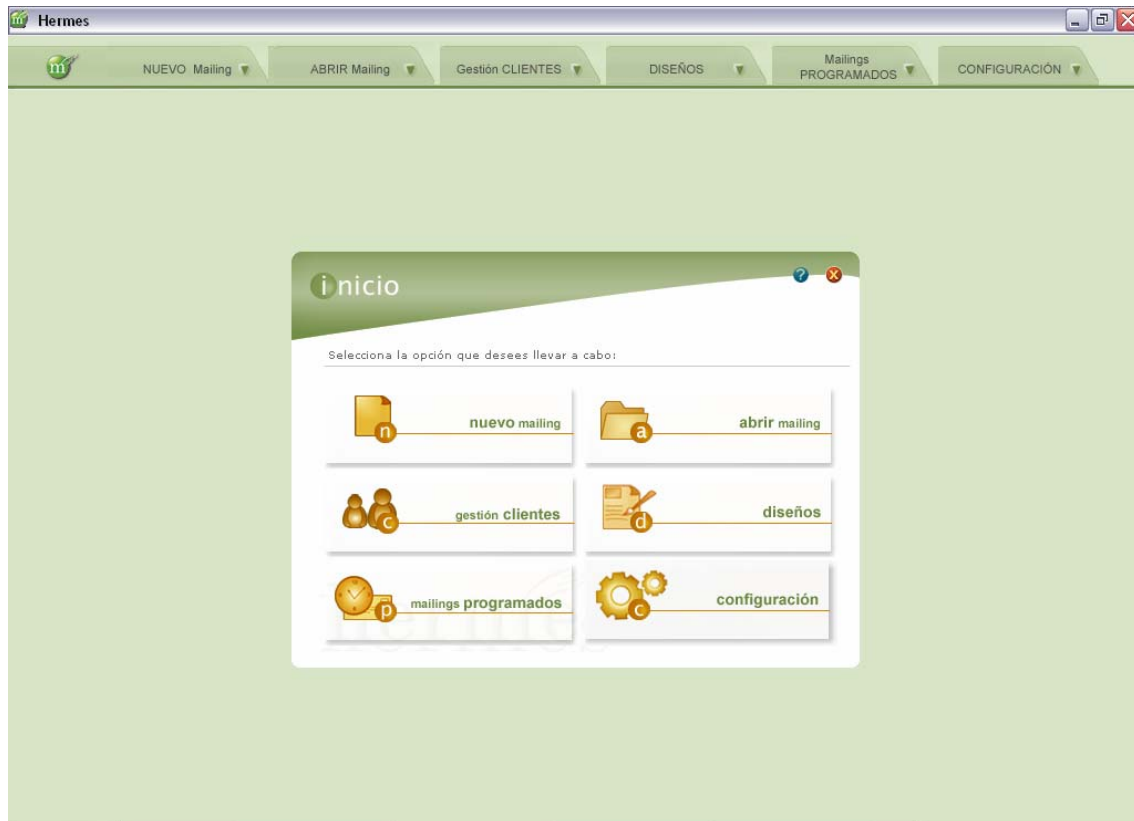 Hermes
NUEVO Mailing
ABRIR Mailing
Gestión CLIENTES
DISEÑOS
Mailings
PROGRAMADOS
CONFIGURACIÓN
inicio
Selecciona la opción que desees llevar a cabo:
nuevo mailing
abrir mailing
gestión clientes
diseños
mailings programados
configuración
hermes